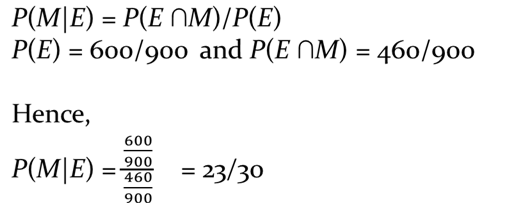 P(M|E) = P(E ∩M)/P(E)
P(E) = 600/900 and P(E ∩M) = 460/900
Hence,
P(M|E) = (600/900)/(460/900) = 23/30